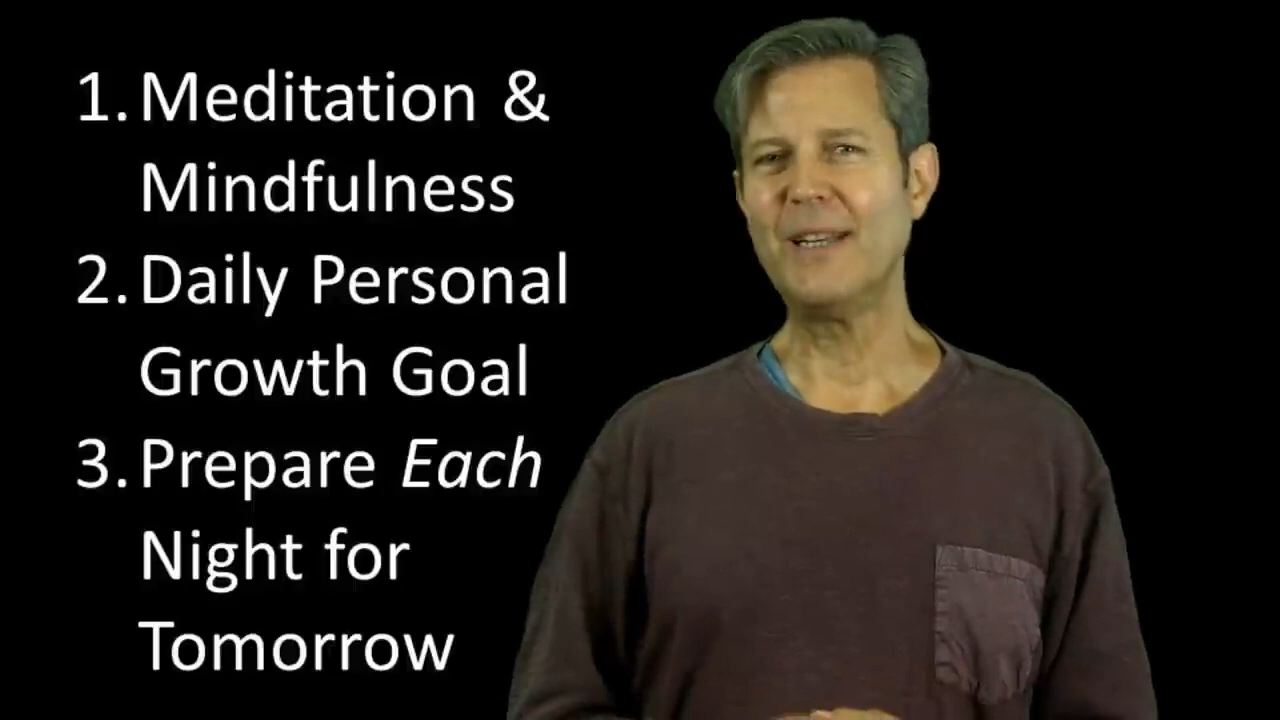 1. Meditation &
Mindfulness
2. Daily Personal
Growth Goal
3. Prepare Each
Night for
Tomorrow